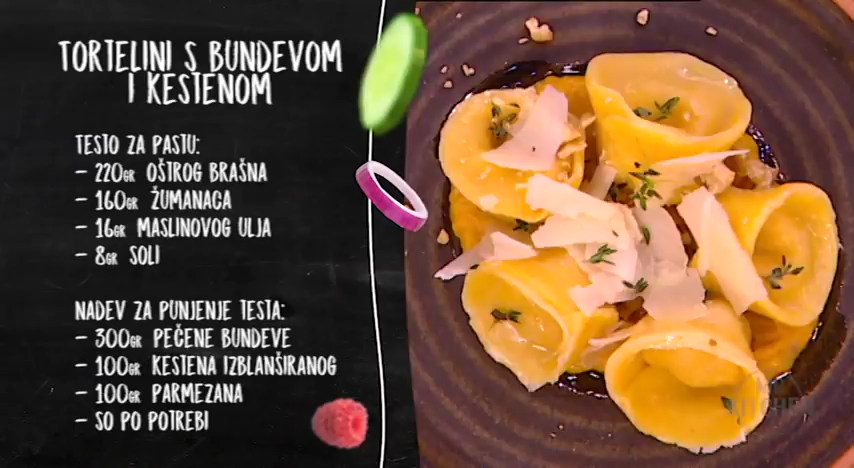 TORTELINI S BUNDEVOM
I KESTENOM
TESTO ZA PASTU:
- 220GR OŠTROG BRAŠNA
- 160GR ŽUMANACA
- 16GR MASLINOVOG ULJA
- 8GR SOLI
NADEV ZA PUNJENJE TESTA:
- 300GR PEČENE BUNDEVE
- 100GR KESTENA IZBLANŠIRANOG
- 100GR PARMEZANA
- SO PO POTREBI